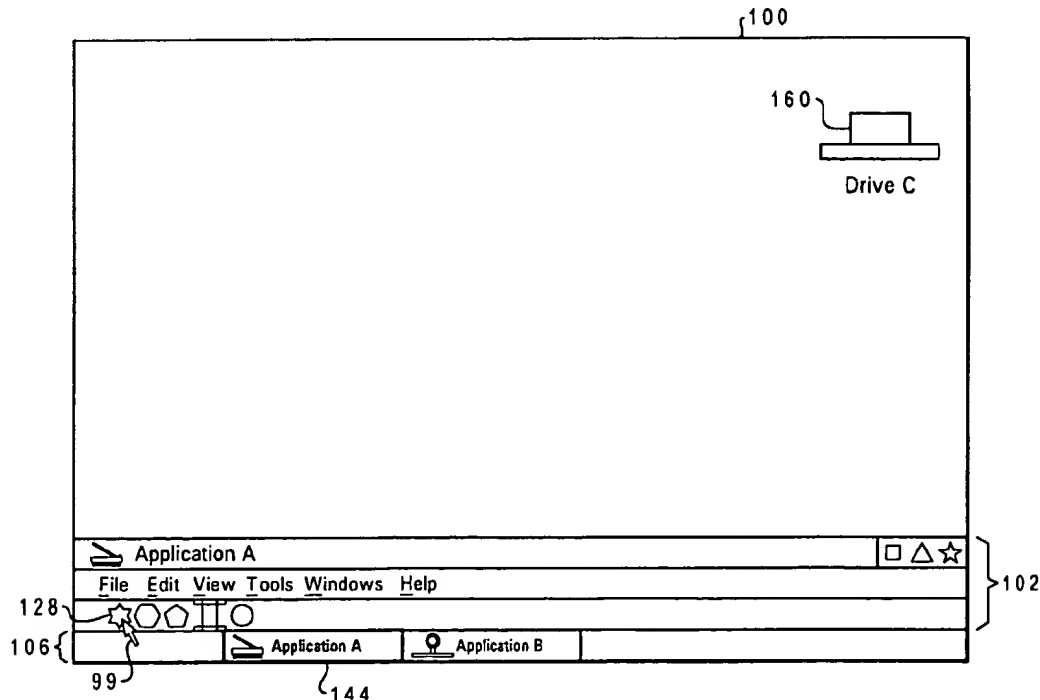 100
160
Drive C
Application A
File Edit View Tools Windows Help
102
128
106
Application A
Application B
99
144